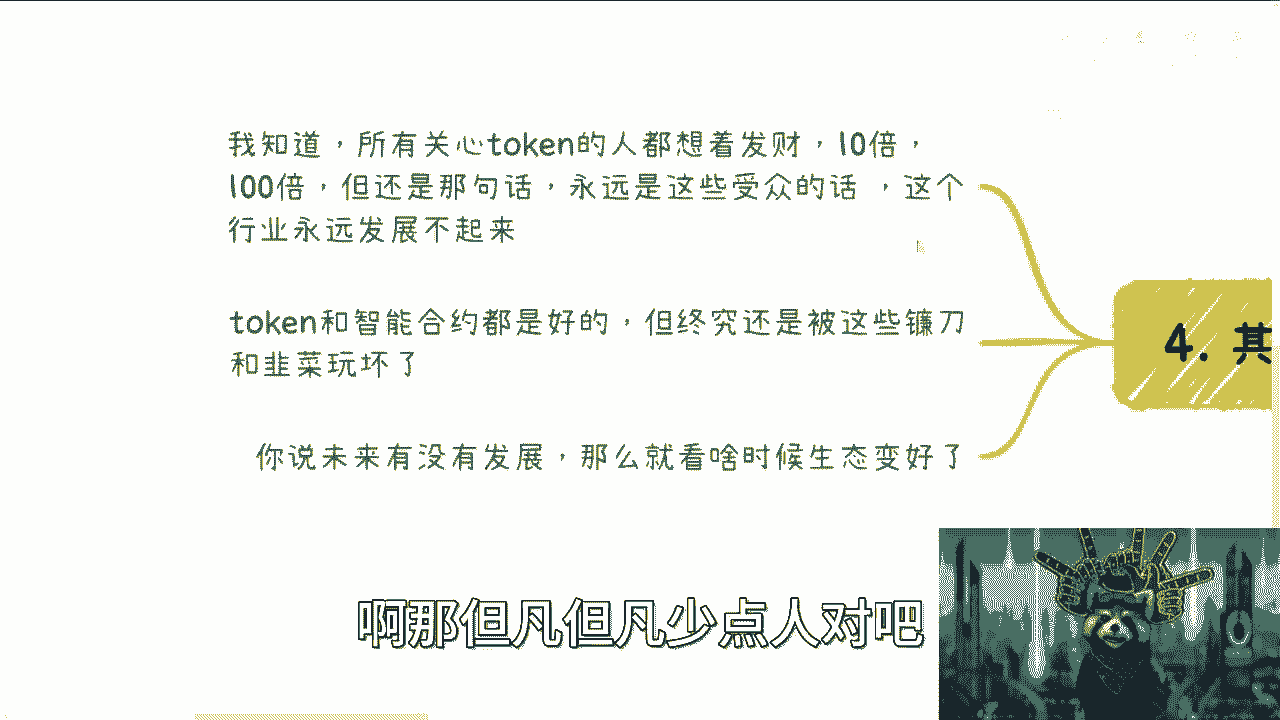 我知道，所有关心token的人都想着发财，10倍，
100倍，但还是那句话，永远是这些受众的话 ，这个
行业永远发展不起来
token和智能合约都是好的，但终究还是被这些镰刀
和韭菜玩坏了
你说未来有没有发展，那么就看啥时候生态变好了
4. 其
啊那但凡但凡少点人对吧